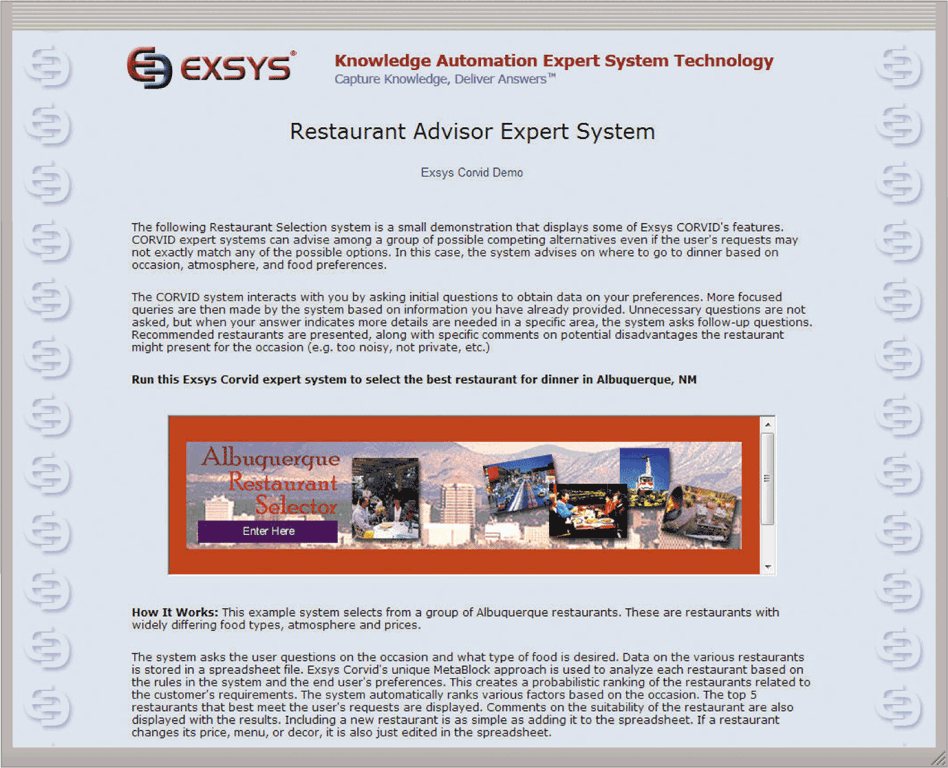 EXSYS®
Knowledge Automation Expert System Technology
Capture Knowledge, Deliver Answers™
Restaurant Advisor Expert System
Exsys Corvid Demo
The following Restaurant Selection system is a small demonstration that displays some of Exsys CORVID's features.
CORVID expert systems can advise among a group of possible competing alternatives even if the user's requests may
not exactly match any of the possible options. In this case, the system advises on where to go to dinner based on
occasion, atmosphere, and food preferences.
The CORVID system interacts with you by asking initial questions to obtain data on your preferences. More focused
queries are then made by the system based on information you have already provided. Unnecessary questions are not
asked, but when your answer indicates more details are needed in a specific area, the system asks follow-up questions.
Recommended restaurants are presented, along with specific comments on potential disadvantages the restaurant
might present for the occasion (e.g. too noisy, not private, etc.)
Run this Exsys Corvid expert system to select the best restaurant for dinner in Albuquerque, NM
Albuquerque
Restaurant
Selector
Enter Here
How It Works: This example system selects from a group of Albuquerque restaurants. These are restaurants with
widely differing food types, atmosphere and prices.
The system asks the user questions on the occasion and what type of food is desired. Data on the various restaurants
is stored in a spreadsheet file. Exsys Corvid's unique MetaBlock approach is used to analyze each restaurant based on
the rules in the system and the end user's preferences. This creates a probabilistic ranking of the restaurants related to
the customer's requirements. The system automatically ranks various factors based on the occasion. The top 5
restaurants that best meet the user's requests are displayed. Comments on the suitability of the restaurant are also
displayed with the results. Including a new restaurant is as simple as adding it to the spreadsheet. If a restaurant
changes its price, menu, or decor, it is also just edited in the spreadsheet.